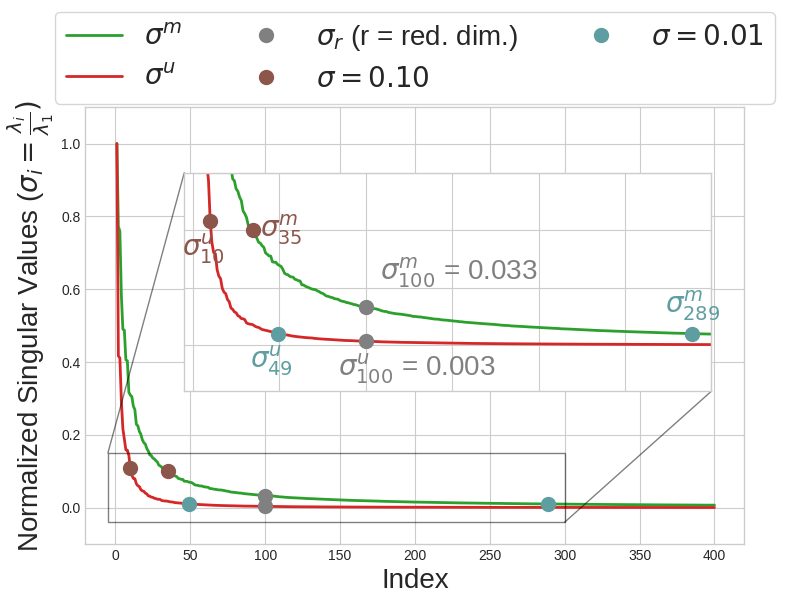 σ^m σ_r (r = red. dim.) σ = 0.01
σ^u σ = 0.10
Normalized Singular Values (σ_i = λ_i/λ_1)
1.0
0.8
0.6
0.4
0.2
0.0
σ^u_10
σ^m_35
σ^m_100 = 0.033
σ^m_289
σ^u_49
σ^u_100 = 0.003
0 50 100 150 200 250 300 350 400
Index